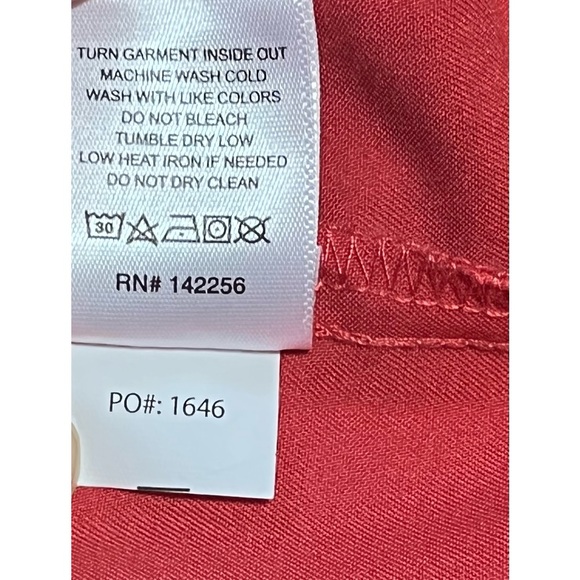 TURN GARMENT INSIDE OUT
MACHINE WASH COLD
WASH WITH LIKE COLORS
DO NOT BLEACH
TUMBLE DRY LOW
LOW HEAT IRON IF NEEDED
DO NOT DRY CLEAN
30
RN# 142256
PO#: 1646